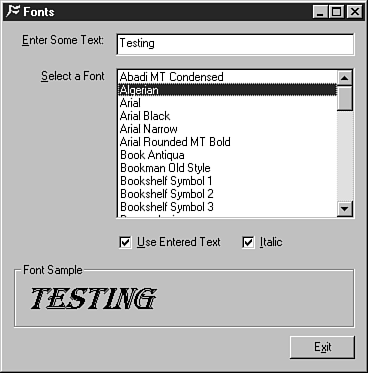 Fonts
Enter Some Text: Testing
Select a Font
Abadi MT Condensed
Algerian
Arial
Arial Black
Arial Narrow
Arial Rounded MT Bold
Book Antiqua
Bookman Old Style
Bookshelf Symbol 1
Bookshelf Symbol 2
Bookshelf Symbol 3
Use Entered Text Italic
Font Sample
TESTING
Exit